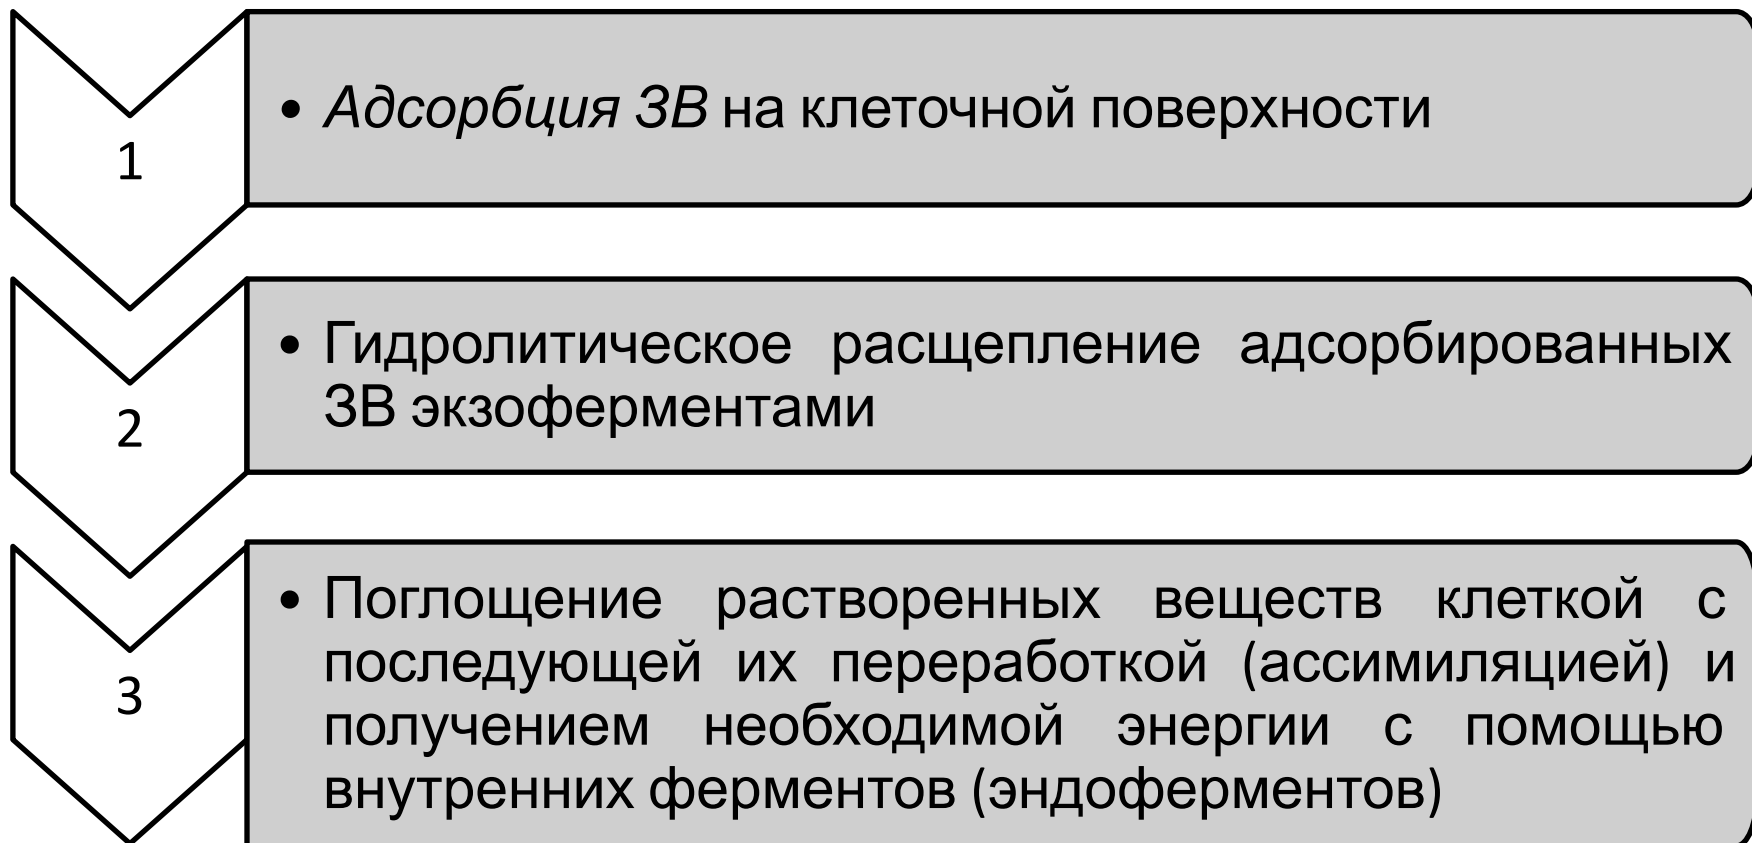 1
• Адсорбция ЗВ на клеточной поверхности
2
• Гидролитическое расщепление адсорбированных
ЗВ экзоферментами
3
• Поглощение растворенных веществ клеткой с
последующей их переработкой (ассимиляцией) и
получением необходимой энергии с помощью
внутренних ферментов (эндоферментов)